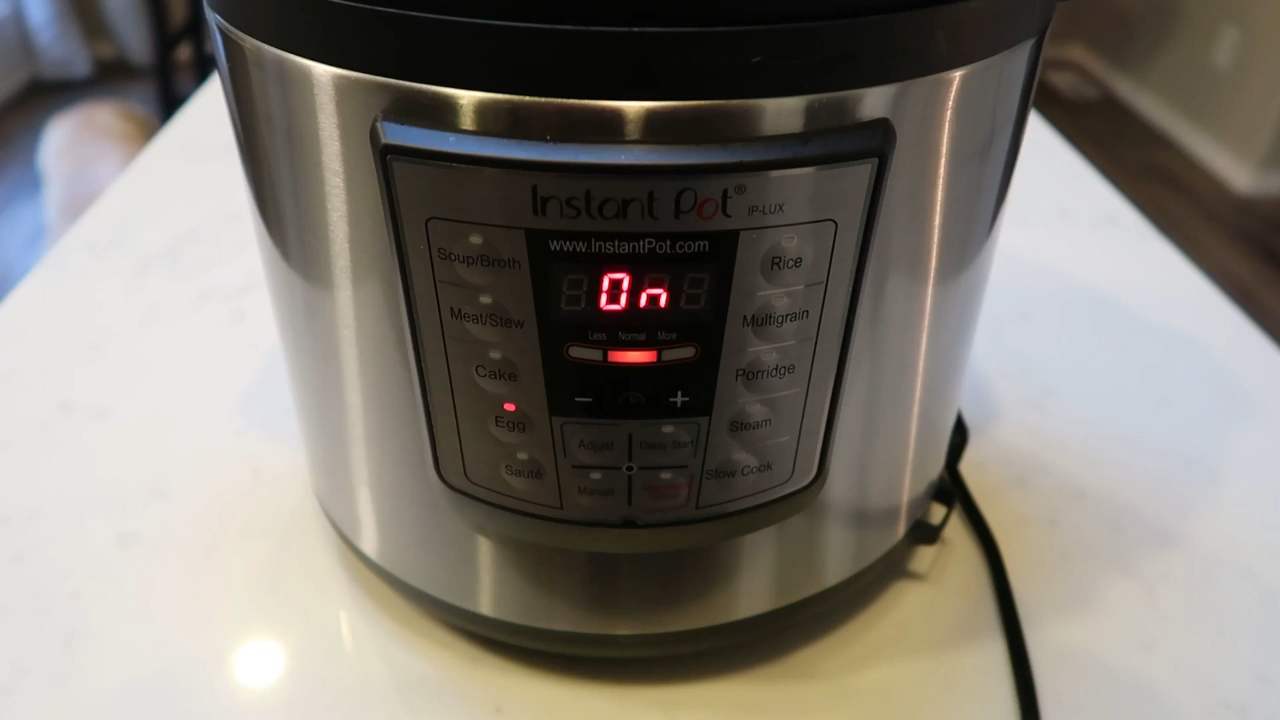 Instant Pot® IP-LUX
www.InstantPot.com
Soup/Broth
Meat/Stew
Cake
Egg
Sauté
On
Less Normal More
− +
Adjust Delay Start
Manual
Rice
Multigrain
Porridge
Steam
Slow Cook